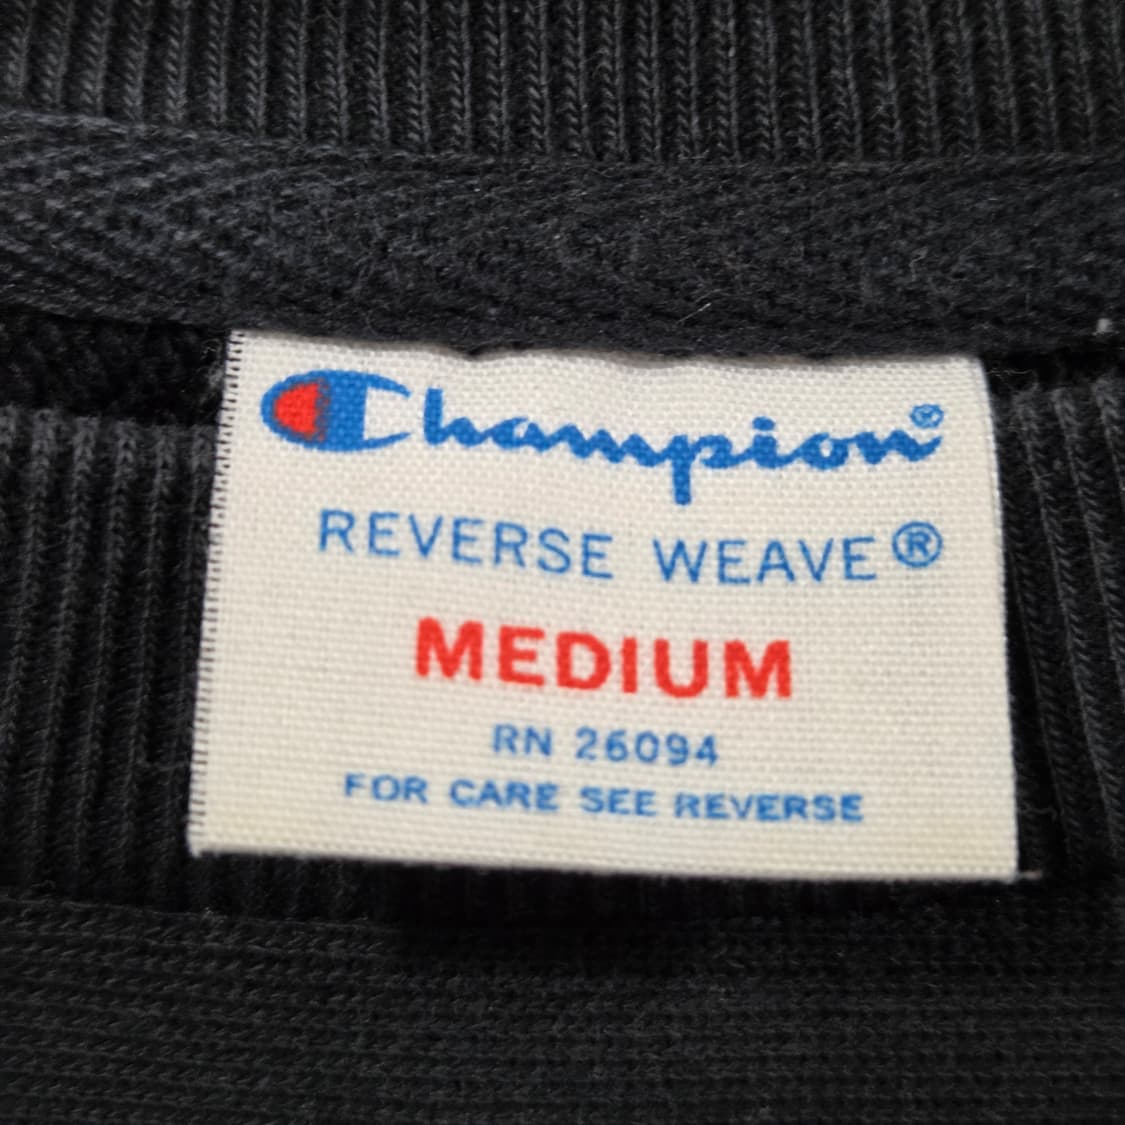 Champion®
REVERSE WEAVE®
MEDIUM
RN 26094
FOR CARE SEE REVERSE